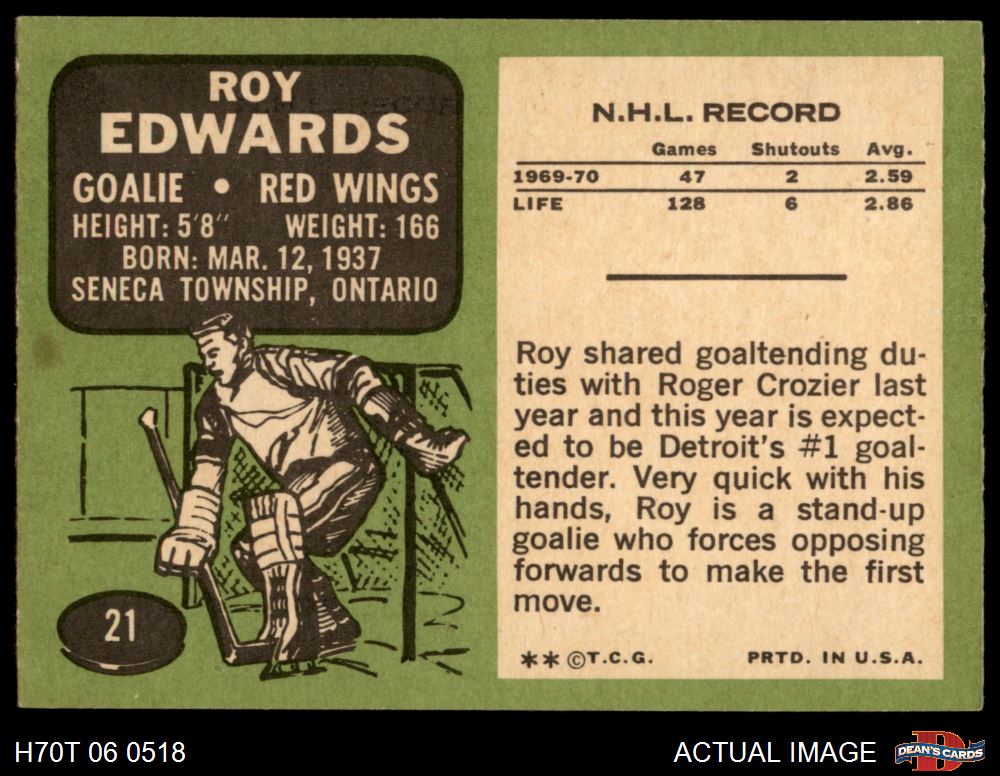 ROY
EDWARDS
GOALIE • RED WINGS
HEIGHT: 5'8" WEIGHT: 166
BORN: MAR. 12, 1937
SENECA TOWNSHIP, ONTARIO
21
N.H.L. RECORD
Games Shutouts Avg.
1969-70 47 2 2.59
LIFE 128 6 2.86
Roy shared goaltending du-
ties with Roger Crozier last
year and this year is expect-
ed to be Detroit's #1 goal-
tender. Very quick with his
hands, Roy is a stand-up
goalie who forces opposing
forwards to make the first
move.
** ©T.C.G. PRTD. IN U.S.A.
H70T 06 0518 ACTUAL IMAGE D DEAN'S CARDS